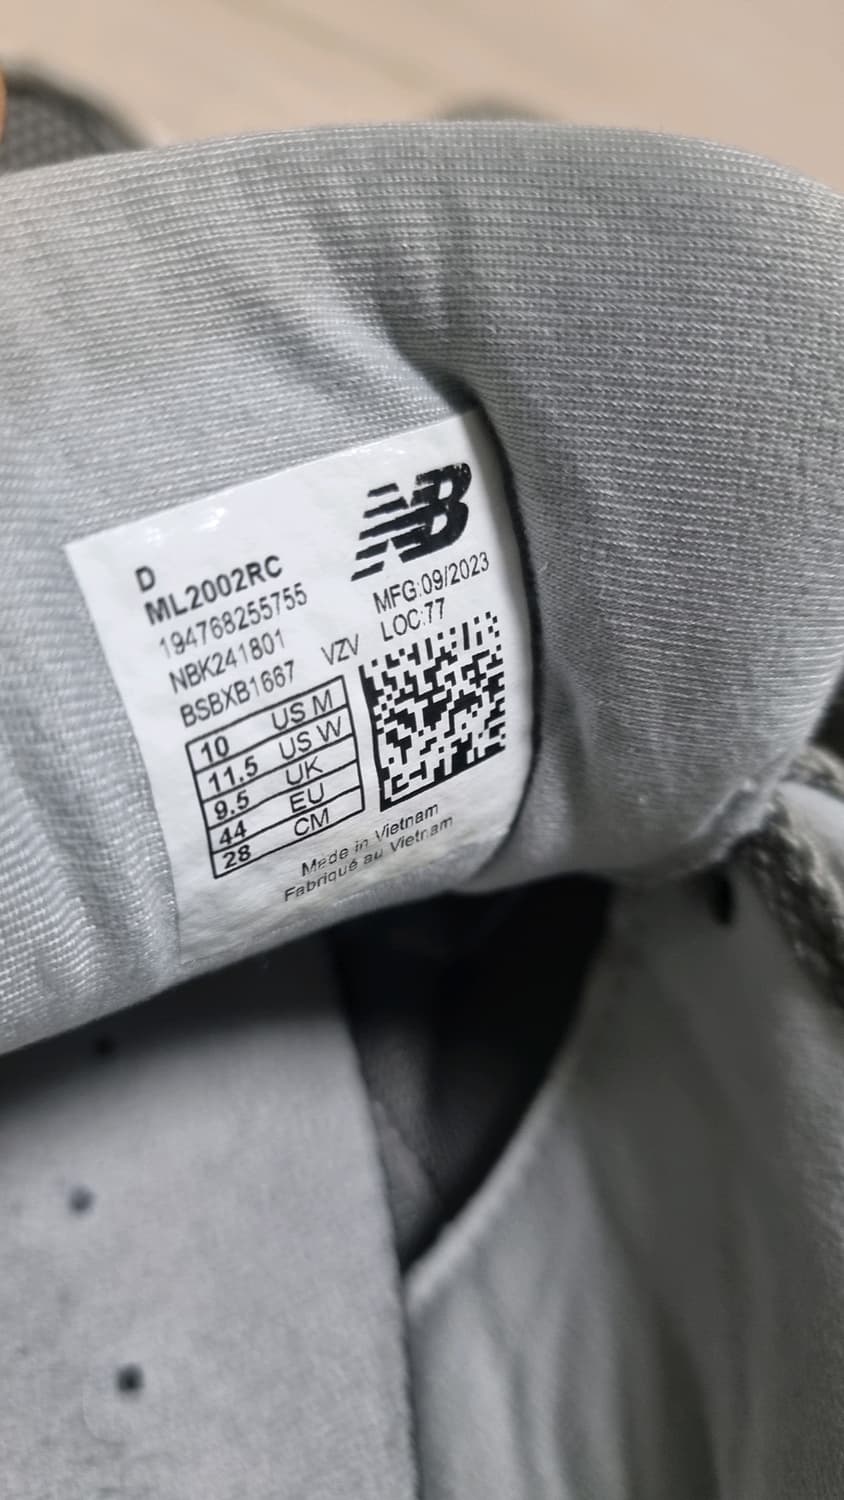 NB
D
ML2002RC
194768255755
NBK241801
BSBXB1667 VZV
MFG:09/2023
LOC:77
10 US M
11.5 US W
9.5 UK
44 EU
28 CM
Made in Vietnam
Fabriqué au Vietnam